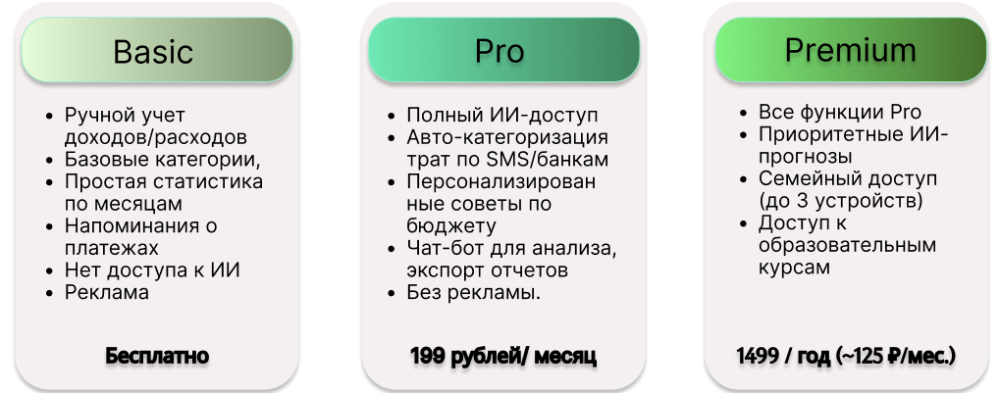 Basic
• Ручной учет
доходов/расходов
• Базовые категории,
• Простая статистика
по месяцам
• Напоминания о
платежах
• Нет доступа к ИИ
• Реклама
Бесплатно
Pro
• Полный ИИ-доступ
• Авто-категоризация
трат по SMS/банкам
• Персонализирован
ные советы по
бюджету
• Чат-бот для анализа,
экспорт отчетов
• Без рекламы.
199 рублей/ месяц
Premium
• Все функции Pro
• Приоритетные ИИ-
прогнозы
• Семейный доступ
(до 3 устройств)
• Доступ к
образовательным
курсам
1499 / год (~125 ₽/мес.)